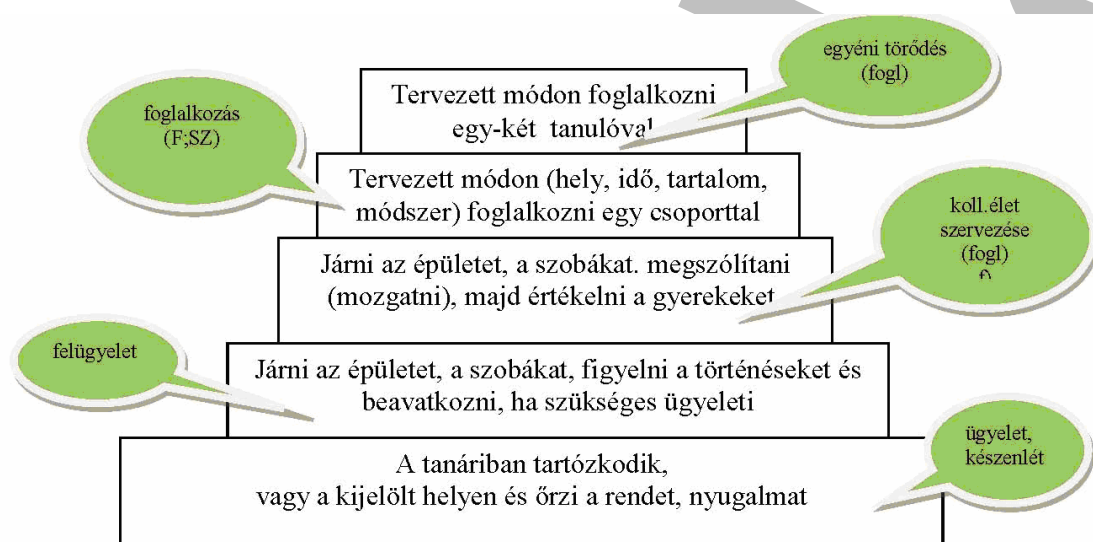 egyéni törődés
(fogl)
Tervezett módon foglalkozni
egy-két tanulóval
foglalkozás
(F;SZ)
Tervezett módon (hely, idő, tartalom,
módszer) foglalkozni egy csoporttal
koll.élet
szervezése
(fogl)
Járni az épületet, a szobákat. megszólítani
(mozgatni), majd értékelni a gyerekeket
felügyelet
Járni az épületet, a szobákat, figyelni a történéseket és
beavatkozni, ha szükséges ügyeleti
ügyelet,
készenlét
A tanáriban tartózkodik,
vagy a kijelölt helyen és őrzi a rendet, nyugalmat